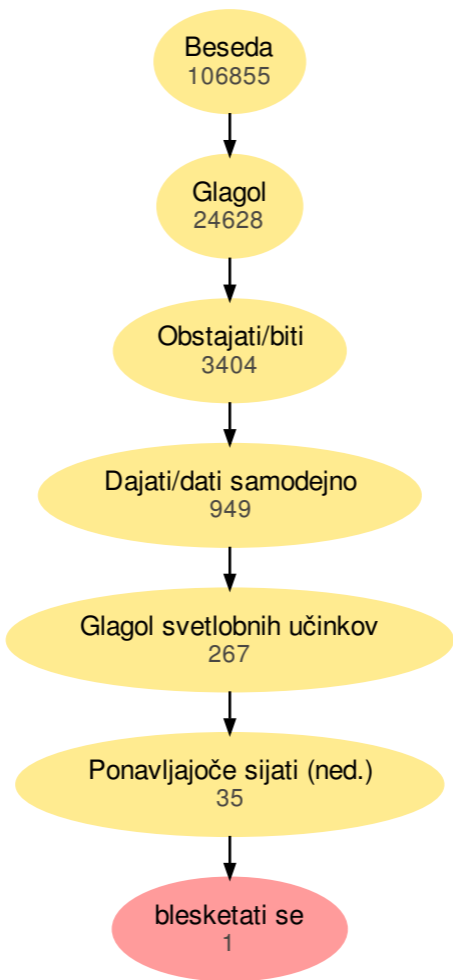 Beseda
106855
Glagol
24628
Obstajati/biti
3404
Dajati/dati samodejno
949
Glagol svetlobnih učinkov
267
Ponavljajoče sijati (ned.)
35
blesketati se
1